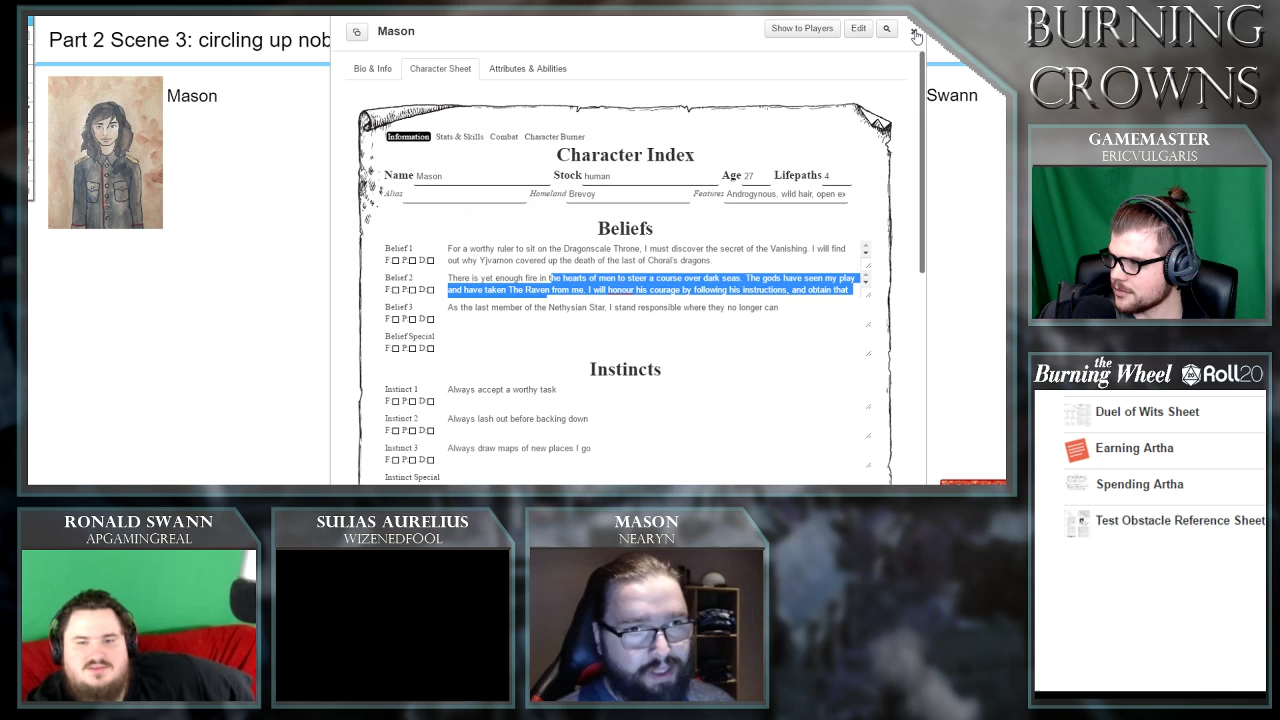 Part 2 Scene 3: circling up nob
Mason
Swann
Mason
Show to Players
Edit
Bio & Info
Character Sheet
Attributes & Abilities
Information Stats & Skills Combat Character Burner
Character Index
Name Mason Stock human Age 27 Lifepaths 4
Alias Homeland Brevoy Features Androgynous, wild hair, open ex
Beliefs
Belief 1
F: P: D:
For a worthy ruler to sit on the Dragonscale Throne, I must discover the secret of the Vanishing. I will find
out why Yjvarnon covered up the death of the last of Choral's dragons.
Belief 2
F: P: D:
There is yet enough fire in the hearts of men to steer a course over dark seas. The gods have seen my play
and have taken The Raven from me. I will honour his courage by following his instructions, and obtain that
Belief 3
F: P: D:
As the last member of the Nethysian Star, I stand responsible where they no longer can
Belief Special
F: P: D:
Instincts
Instinct 1
F: P: D:
Always accept a worthy task
Instinct 2
F: P: D:
Always lash out before backing down
Instinct 3
F: P: D:
Always draw maps of new places I go
Instinct Special
BURNING
CROWNS
GAMEMASTER
ERICVULGARIS
the
Burning Wheel Roll20
Duel of Wits Sheet
Earning Artha
Spending Artha
Test Obstacle Reference Sheet
RONALD SWANN
APGAMINGREAL
SULIAS AURELIUS
WIZENEDFOOL
MASON
NEARYN